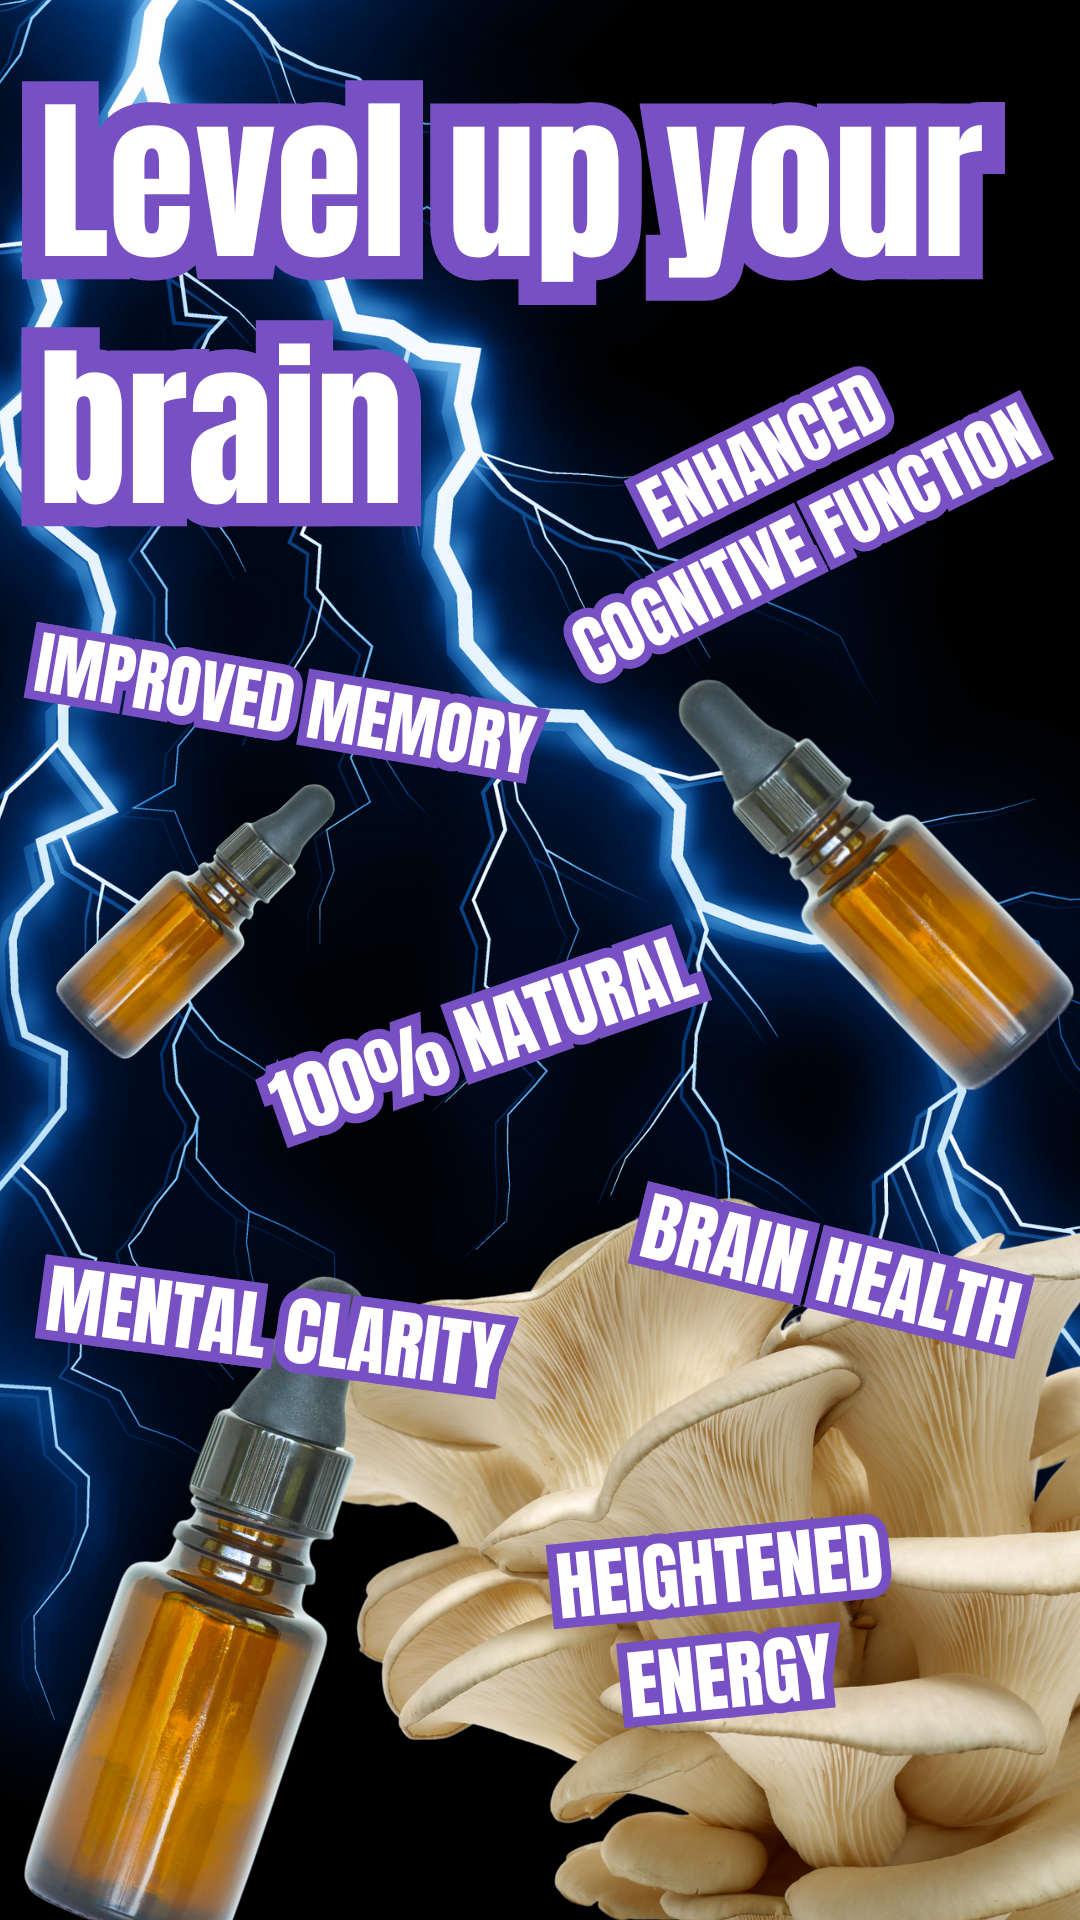 Level up your
brain
ENHANCED
COGNITIVE FUNCTION
IMPROVED MEMORY
100% NATURAL
BRAIN HEALTH
MENTAL CLARITY
HEIGHTENED
ENERGY